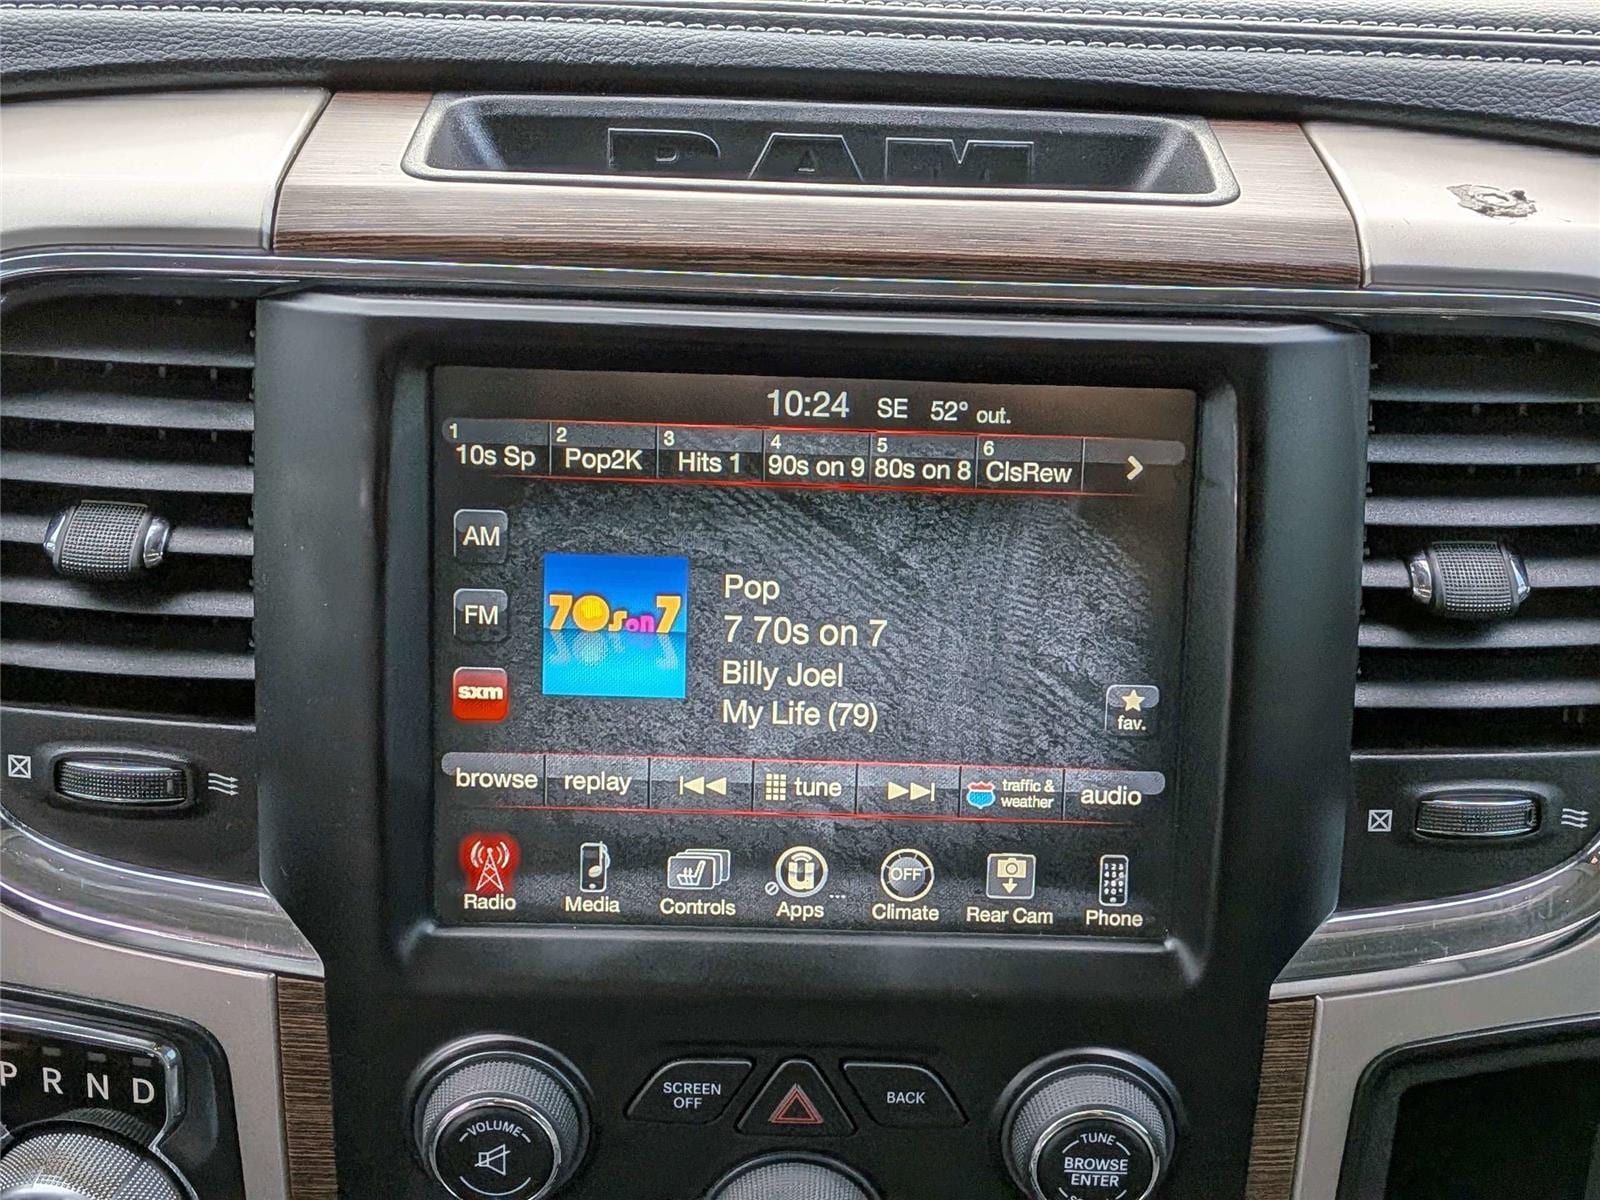 RAM
10:24 SE 52° out.
1 10s Sp
2 Pop2K
3 Hits 1
4 90s on 9
5 80s on 8
6 ClsRew
AM
FM
sxm
70s on 7
Pop
7 70s on 7
Billy Joel
My Life (79)
fav.
browse
replay
tune
traffic &
weather
audio
Radio
Media
Controls
Apps
OFF
Climate
Rear Cam
Phone
P R N D
SCREEN
OFF
BACK
VOLUME
TUNE
BROWSE
ENTER